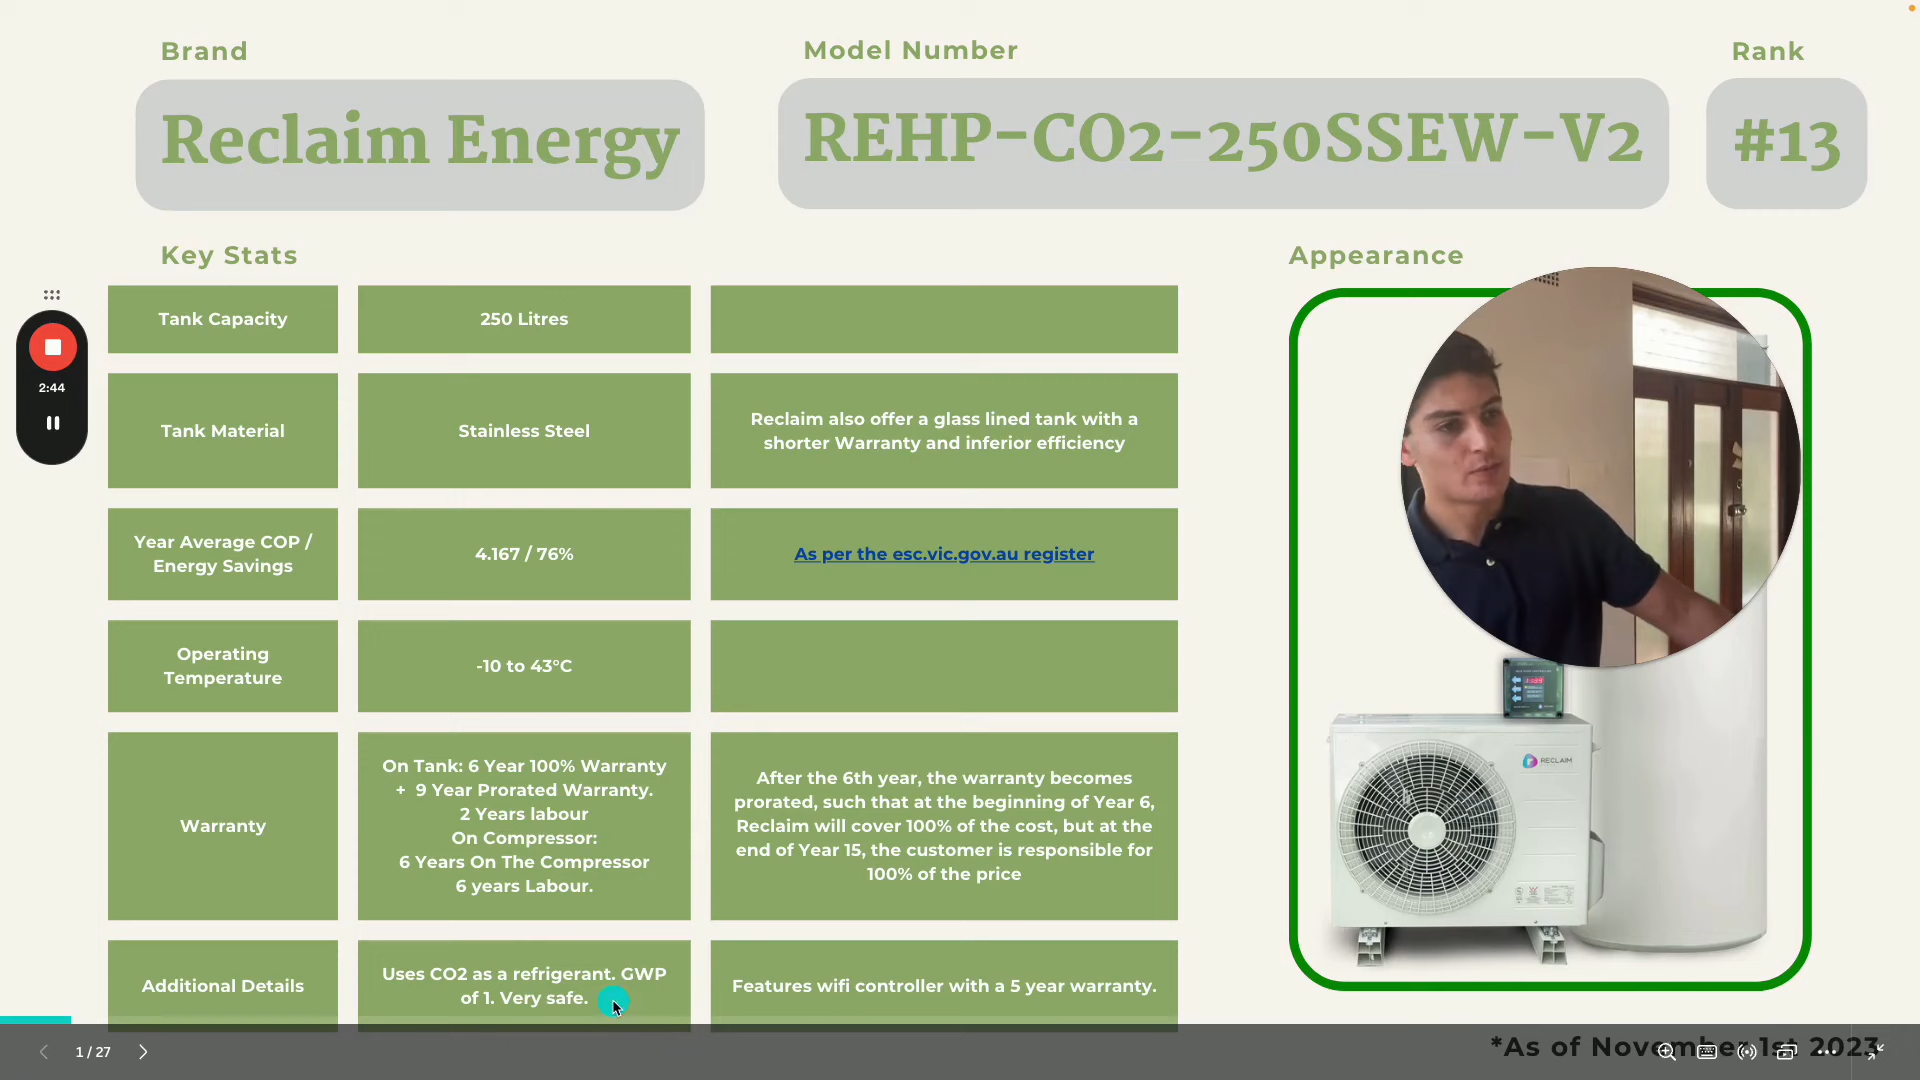 Brand
Model Number
Rank
Reclaim Energy
REHP-CO2-250SSEW-V2
#13
Key Stats
Appearance
Tank Capacity
250 Litres
Tank Material
Stainless Steel
Reclaim also offer a glass lined tank with a
shorter Warranty and inferior efficiency
2:44
Year Average COP /
Energy Savings
4.167 / 76%
As per the esc.vic.gov.au register
Operating
Temperature
-10 to 43°C
Warranty
On Tank: 6 Year 100% Warranty
+ 9 Year Prorated Warranty.
2 Years labour
On Compressor:
6 Years On The Compressor
6 years Labour.
After the 6th year, the warranty becomes
prorated, such that at the beginning of Year 6,
Reclaim will cover 100% of the cost, but at the
end of Year 15, the customer is responsible for
100% of the price
RECLAIM
Additional Details
Uses CO2 as a refrigerant. GWP
of 1. Very safe.
Features wifi controller with a 5 year warranty.
1 / 27
*As of November 1st 2023